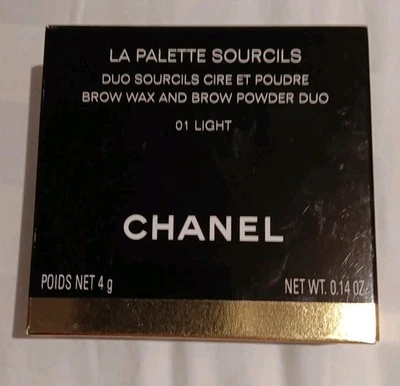 LA PALETTE SOURCILS
DUO SOURCILS CIRE ET POUDRE
BROW WAX AND BROW POWDER DUO
01 LIGHT
CHANEL
POIDS NET 4 g NET WT. 0.14 OZ.